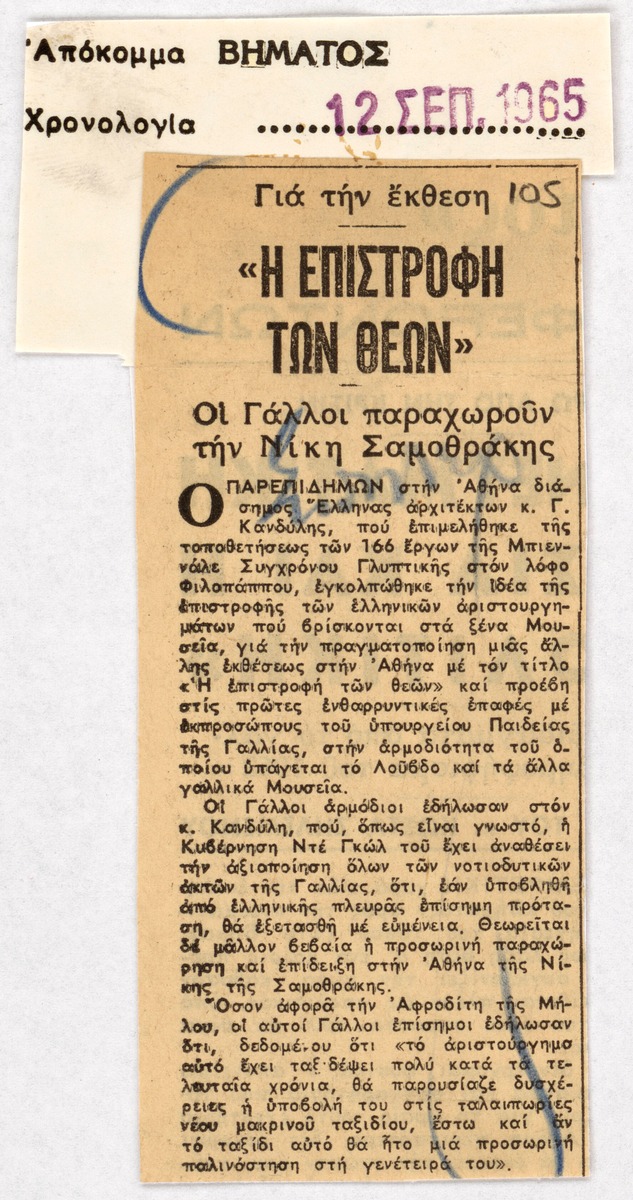 Ἀπόκομμα ΒΗΜΑΤΟΣ
Χρονολογία ........12 ΣΕΠ. 1965
Γιά τήν ἔκθεση 105
«Η ΕΠΙΣΤΡΟΦΗ
ΤΩΝ ΘΕΩΝ»
Οἱ Γάλλοι παραχωροῦν
τήν Νίκη Σαμοθράκης
Ο ΠΑΡΕΠΙΔΗΜΩΝ στήν Ἀθήνα διά-
σημος Ἕλληνας ἀρχιτέκτων κ. Γ.
Κανδύλης, πού ἐπιμελήθηκε τῆς
τοποθετήσεως τῶν 166 ἔργων τῆς Μπιεν-
νάλε Συγχρόνου Γλυπτικῆς στόν λόφο
Φιλοπάππου, ἐγκολπώθηκε τήν ἰδέα τῆς
ἐπιστροφῆς τῶν ἑλληνικῶν ἀριστουργη-
μάτων πού βρίσκονται στά ξένα Μου-
σεῖα, γιά τήν πραγματοποίηση μιᾶς ἄλ-
λης ἐκθέσεως στήν Ἀθήνα μέ τόν τίτλο
«Ἡ ἐπιστροφή τῶν θεῶν» καί προέβη
στίς πρῶτες ἐνθαρρυντικές ἐπαφές μέ
ἐκπροσώπους τοῦ ὑπουργείου Παιδείας
τῆς Γαλλίας, στήν ἁρμοδιότητα τοῦ ὁ-
ποίου ὑπάγεται τό Λοῦβδο καί τά ἄλλα
γαλλικά Μουσεῖα.
Οἱ Γάλλοι ἁρμόδιοι ἐδήλωσαν στόν
κ. Κανδύλη, πού, ὅπως εἶναι γνωστό, ἡ
Κυβέρνηση Ντέ Γκώλ τοῦ ἔχει ἀναθέσει
τήν ἀξιοποίηση ὅλων τῶν νοτιοδυτικῶν
ἀκτῶν τῆς Γαλλίας, ὅτι, ἐάν ὑποβληθῆ
ἀπό ἑλληνικῆς πλευρᾶς ἐπίσημη πρότα-
ση, θά ἐξετασθῆ μέ εὐμένεια. Θεωρεῖται
δέ μᾶλλον βεβαία ἡ προσωρινή παραχώ-
ρηση καί ἐπίδειξη στήν Ἀθήνα τῆς Νί-
κης τῆς Σαμοθράκης.
Ὅσον ἀφορᾶ τήν Ἀφροδίτη τῆς Μή-
λου, οἱ αὐτοί Γάλλοι ἐπίσημοι ἐδήλωσαν
ὅτι, δεδομένου ὅτι «τό ἀριστούργημα
αὐτό ἔχει ταξιδέψει πολύ κατά τά τε-
λευταῖα χρόνια, θά παρουσίαζε δυσχέ-
ρειες ἡ ὑποβολή του στίς ταλαιπωρίες
νέου μακρινοῦ ταξιδίου, ἔστω καί ἄν
τό ταξίδι αὐτό θά ἦτο μιά προσωρινή
παλινόστηση στή γενέτειρά του».